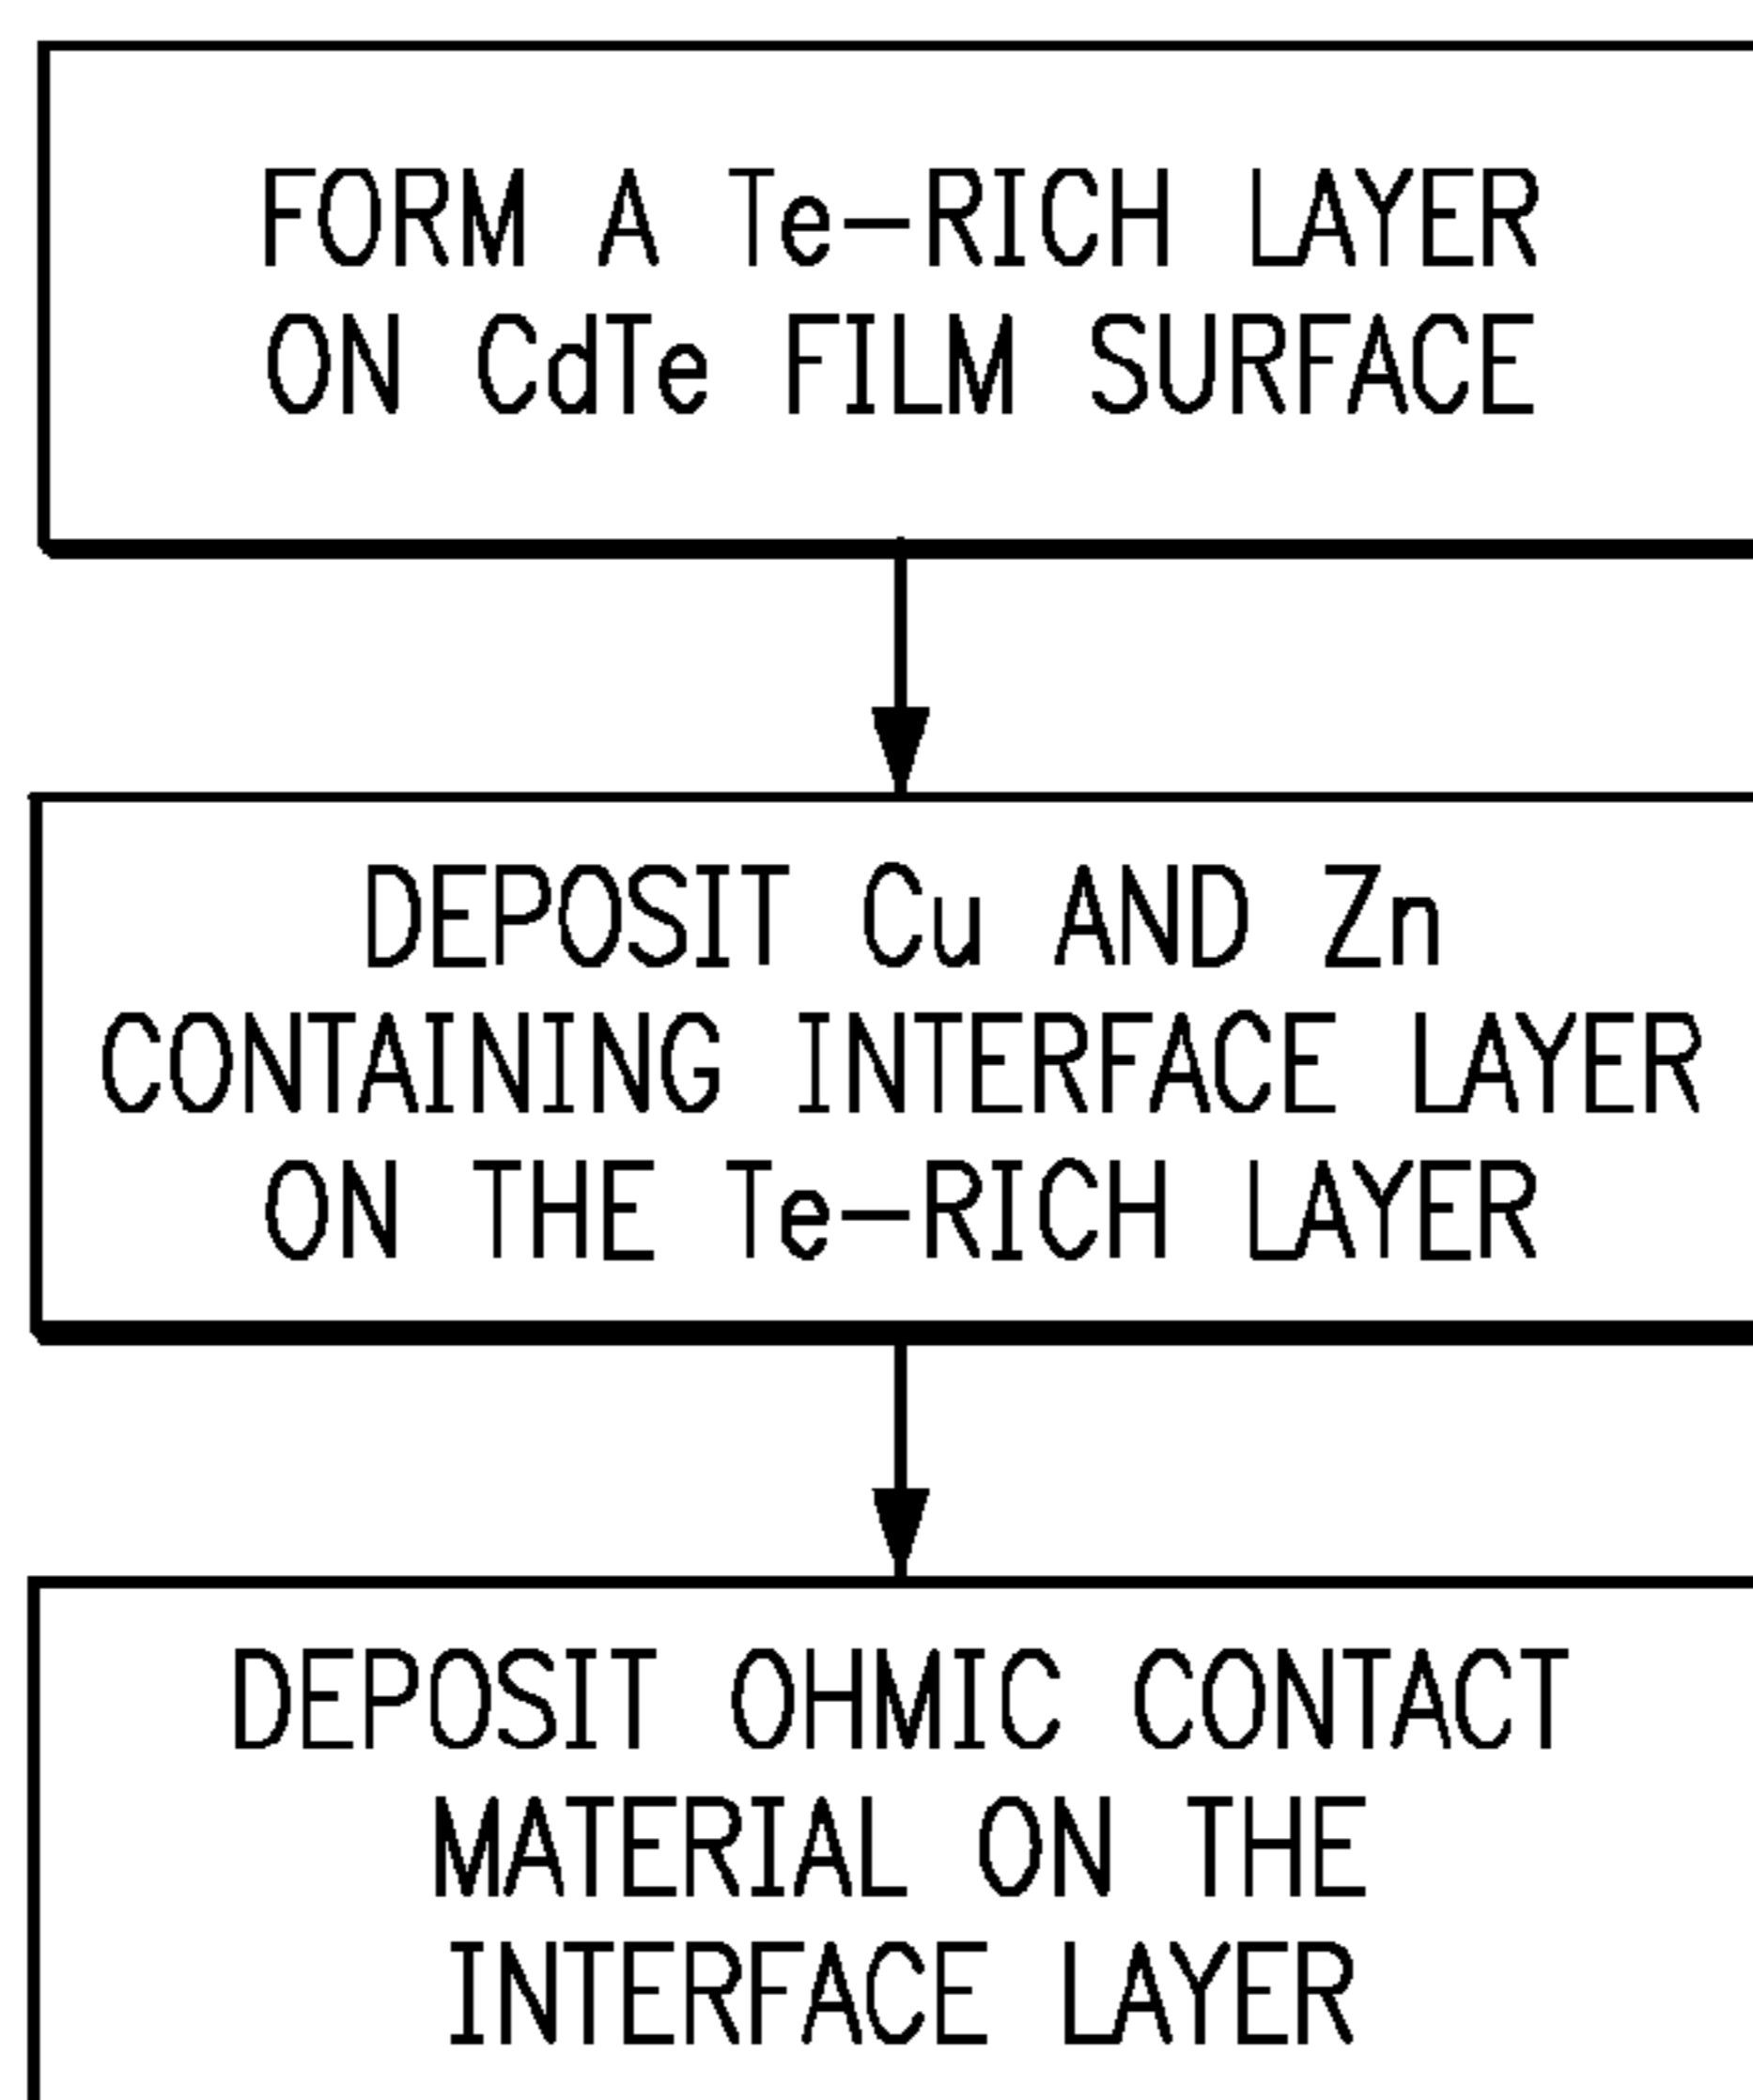 FORM A Te-RICH LAYER
ON CdTe FILM SURFACE
DEPOSIT Cu AND Zn
CONTAINING INTERFACE LAYER
ON THE Te-RICH LAYER
DEPOSIT OHMIC CONTACT
MATERIAL ON THE
INTERFACE LAYER